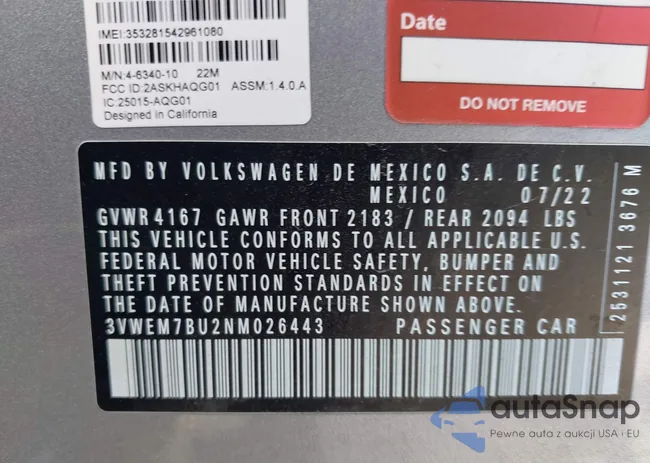 IMEI:353281542961080
M/N:4-6340-10 22M
FCC ID:2ASKHAQG01 ASSM:1.4.0.A
IC:25015-AQG01
Designed in California
Date
DO NOT REMOVE
MFD BY VOLKSWAGEN DE MEXICO S.A. DE C.V.
MEXICO 07/22
GVWR 4167 GAWR FRONT 2183 / REAR 2094 LBS
THIS VEHICLE CONFORMS TO ALL APPLICABLE U.S.
FEDERAL MOTOR VEHICLE SAFETY, BUMPER AND
THEFT PREVENTION STANDARDS IN EFFECT ON
THE DATE OF MANUFACTURE SHOWN ABOVE.
3VWEM7BU2NM026443 PASSENGER CAR
2531121 3676 M
autaSnap
Pewne auta z aukcji USA i EU